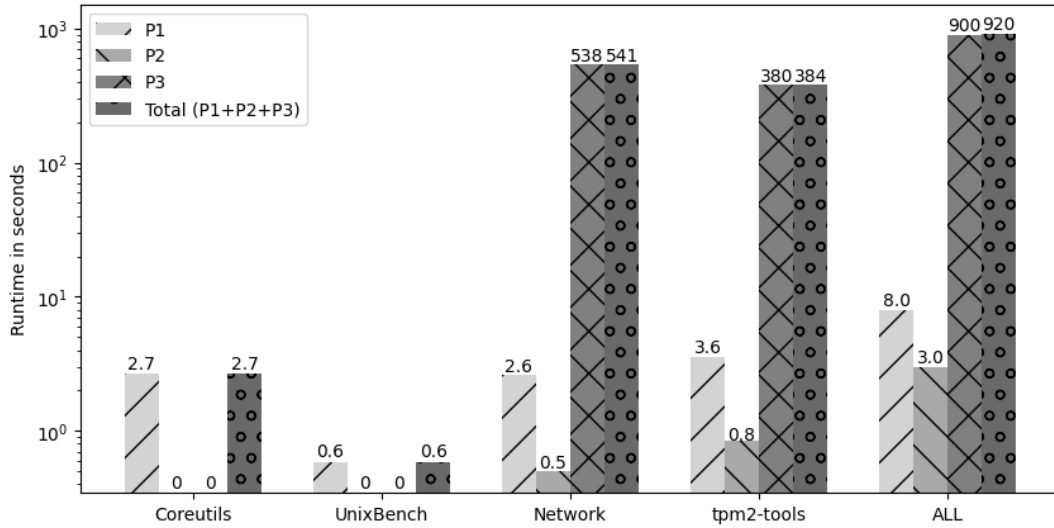 P1
P2
P3
Total (P1+P2+P3)
Runtime in seconds
10³
10²
10¹
10⁰
2.7
0
0
2.7
0.6
0
0
0.6
2.6
0.5
538
541
3.6
0.8
380
384
8.0
3.0
900
920
Coreutils
UnixBench
Network
tpm2-tools
ALL